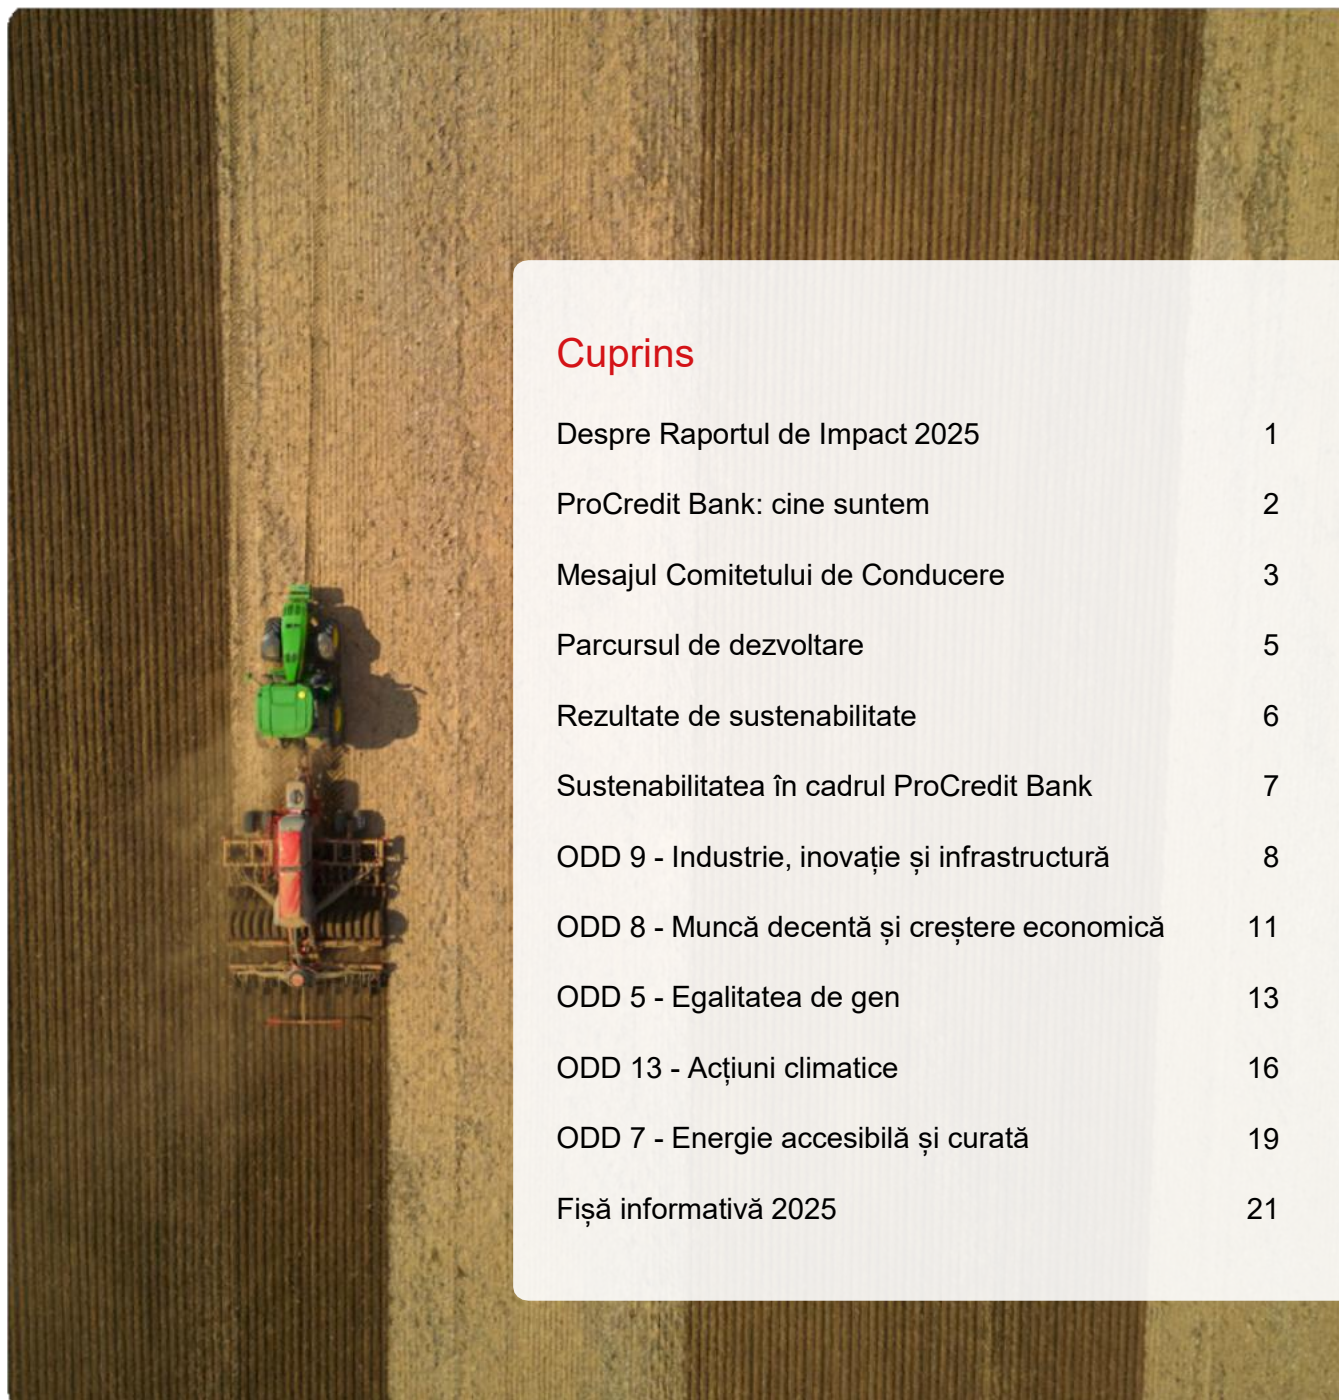 Cuprins
Despre Raportul de Impact 2025 1
ProCredit Bank: cine suntem 2
Mesajul Comitetului de Conducere 3
Parcursul de dezvoltare 5
Rezultate de sustenabilitate 6
Sustenabilitatea în cadrul ProCredit Bank 7
ODD 9 - Industrie, inovație și infrastructură 8
ODD 8 - Muncă decentă și creștere economică 11
ODD 5 - Egalitatea de gen 13
ODD 13 - Acțiuni climatice 16
ODD 7 - Energie accesibilă și curată 19
Fișă informativă 2025 21